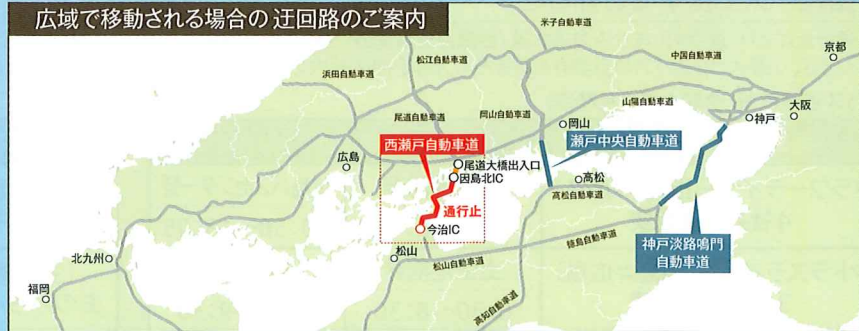 広域で移動される場合の迂回路のご案内
米子自動車道
京都
松江自動車道
中国自動車道
浜田自動車道
山陽自動車道
尾道自動車道
岡山自動車道
岡山
神戸
大阪
西瀬戸自動車道
瀬戸中央自動車道
広島
尾道大橋出入口
因島北IC
高松
高松自動車道
通行止
今治IC
徳島自動車道
神戸淡路鳴門
自動車道
北九州
松山
松山自動車道
福岡
高知自動車道